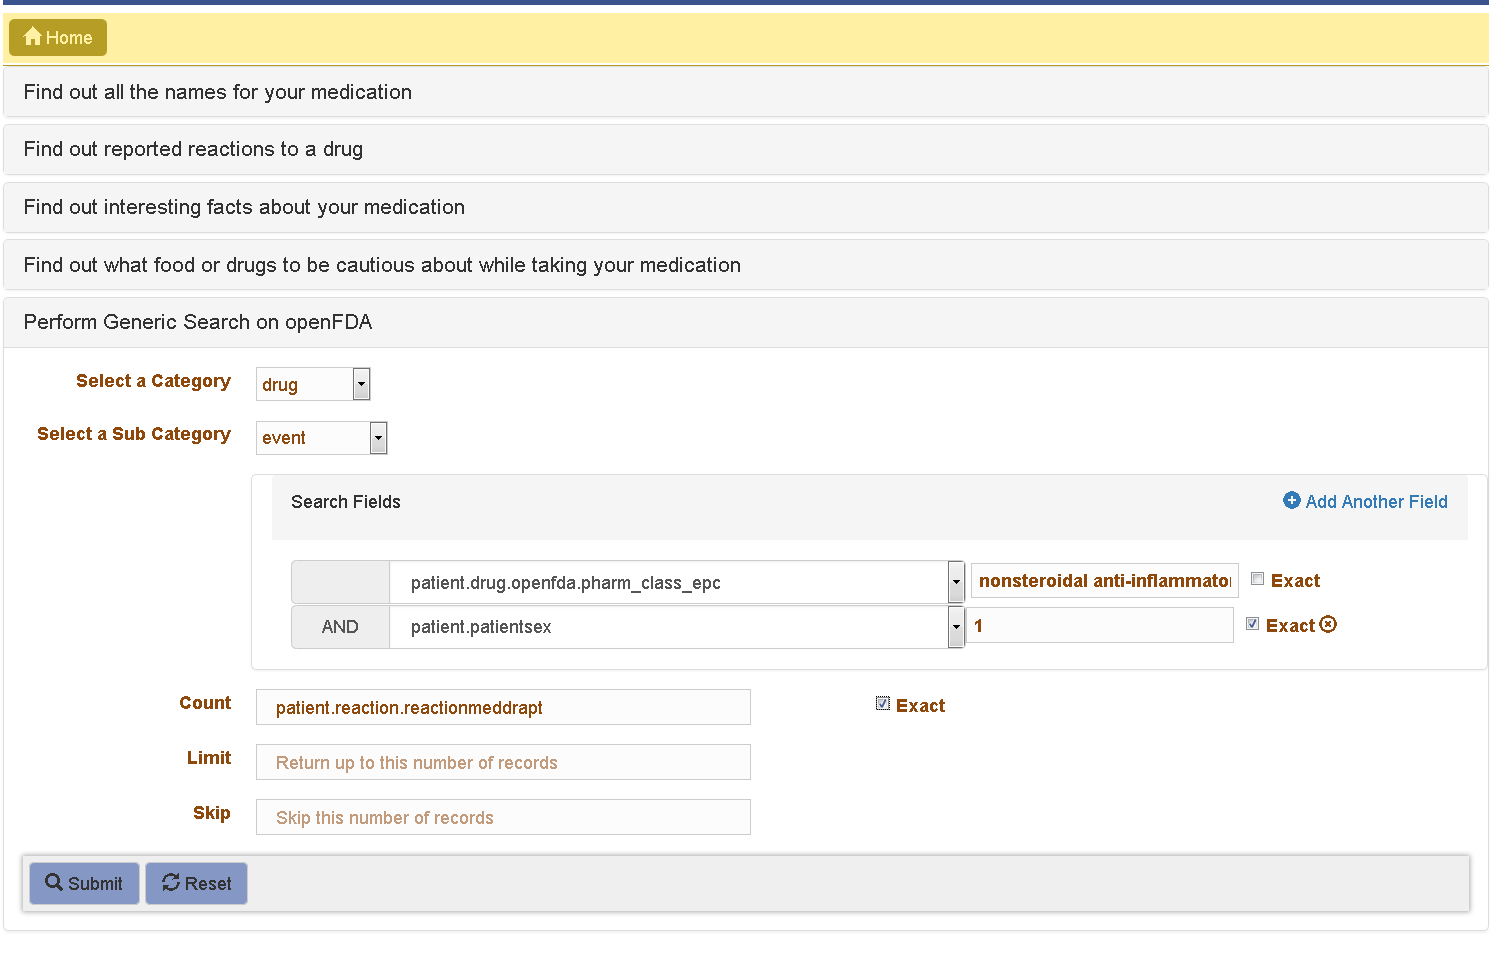 Home
Find out all the names for your medication
Find out reported reactions to a drug
Find out interesting facts about your medication
Find out what food or drugs to be cautious about while taking your medication
Perform Generic Search on openFDA
Select a Category drug
Select a Sub Category event
Search Fields Add Another Field
patient.drug.openfda.pharm_class_epc nonsteroidal anti-inflammato Exact
AND patient.patientsex 1 Exact
Count patient.reaction.reactionmeddrapt Exact
Limit Return up to this number of records
Skip Skip this number of records
Submit Reset